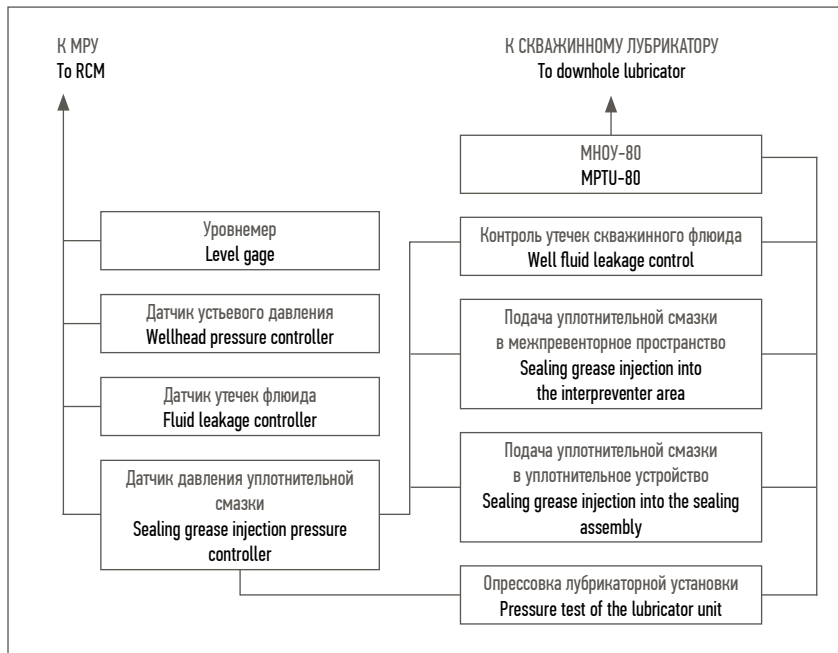 К МРУ
To RCM
К СКВАЖИННОМУ ЛУБРИКАТОРУ
To downhole lubricator
МНОУ-80
MPTU-80
Уровнемер
Level gage
Датчик устьевого давления
Wellhead pressure controller
Датчик утечек флюида
Fluid leakage controller
Датчик давления уплотнительной
смазки
Sealing grease injection pressure
controller
Контроль утечек скважинного флюида
Well fluid leakage control
Подача уплотнительной смазки
в межпревенторное пространство
Sealing grease injection into
the interpreventer area
Подача уплотнительной смазки
в уплотнительное устройство
Sealing grease injection into the sealing
assembly
Опрессовка лубрикаторной установки
Pressure test of the lubricator unit